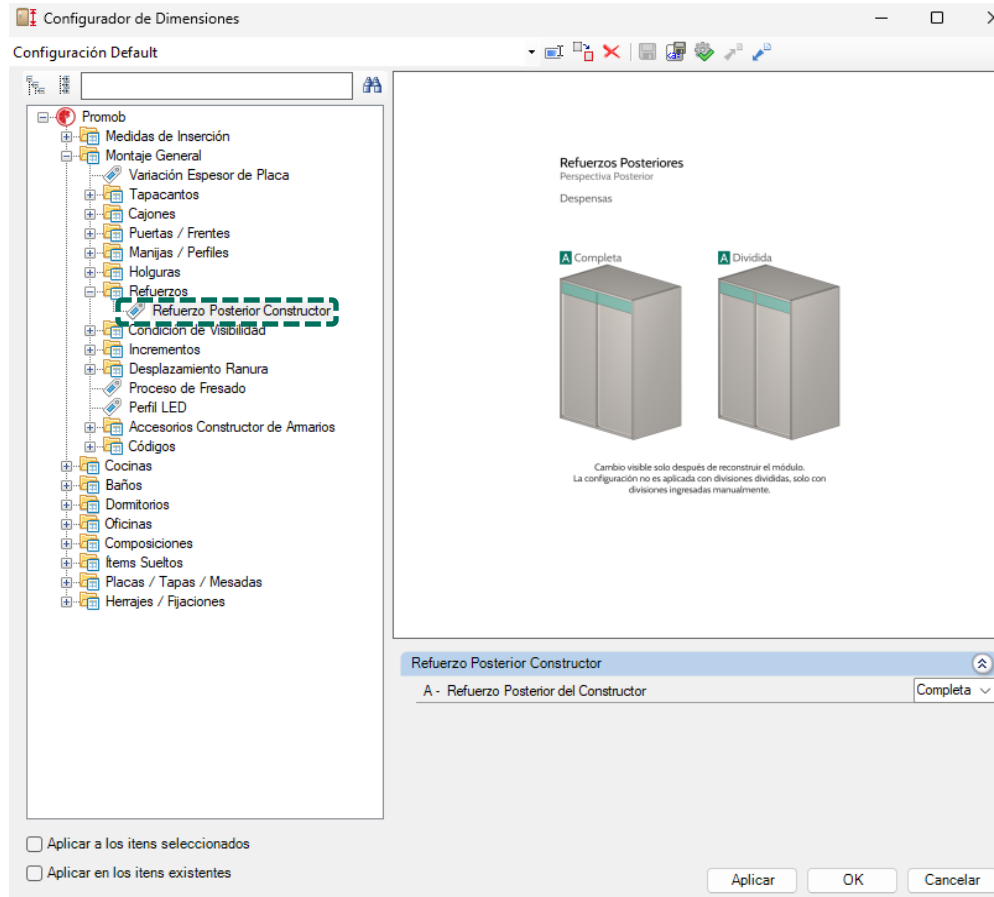 Configurador de Dimensiones
Configuración Default
Promob
Medidas de Inserción
Montaje General
Variación Espesor de Placa
Tapacantos
Cajones
Puertas / Frentes
Manijas / Perfiles
Holguras
Refuerzos
Refuerzo Posterior Constructor
Condición de Visibilidad
Incrementos
Desplazamiento Ranura
Proceso de Fresado
Perfil LED
Accesorios Constructor de Armarios
Códigos
Cocinas
Baños
Dormitorios
Oficinas
Composiciones
Ítems Sueltos
Placas / Tapas / Mesadas
Herrajes / Fijaciones
Refuerzos Posteriores
Perspectiva Posterior
Despensas
A Completa
A Dividida
Cambio visible solo después de reconstruir el módulo.
La configuración no es aplicada con divisiones divididas, solo con
divisiones ingresadas manualmente.
Refuerzo Posterior Constructor
A - Refuerzo Posterior del Constructor Completa
Aplicar a los itens seleccionados
Aplicar en los itens existentes
Aplicar OK Cancelar